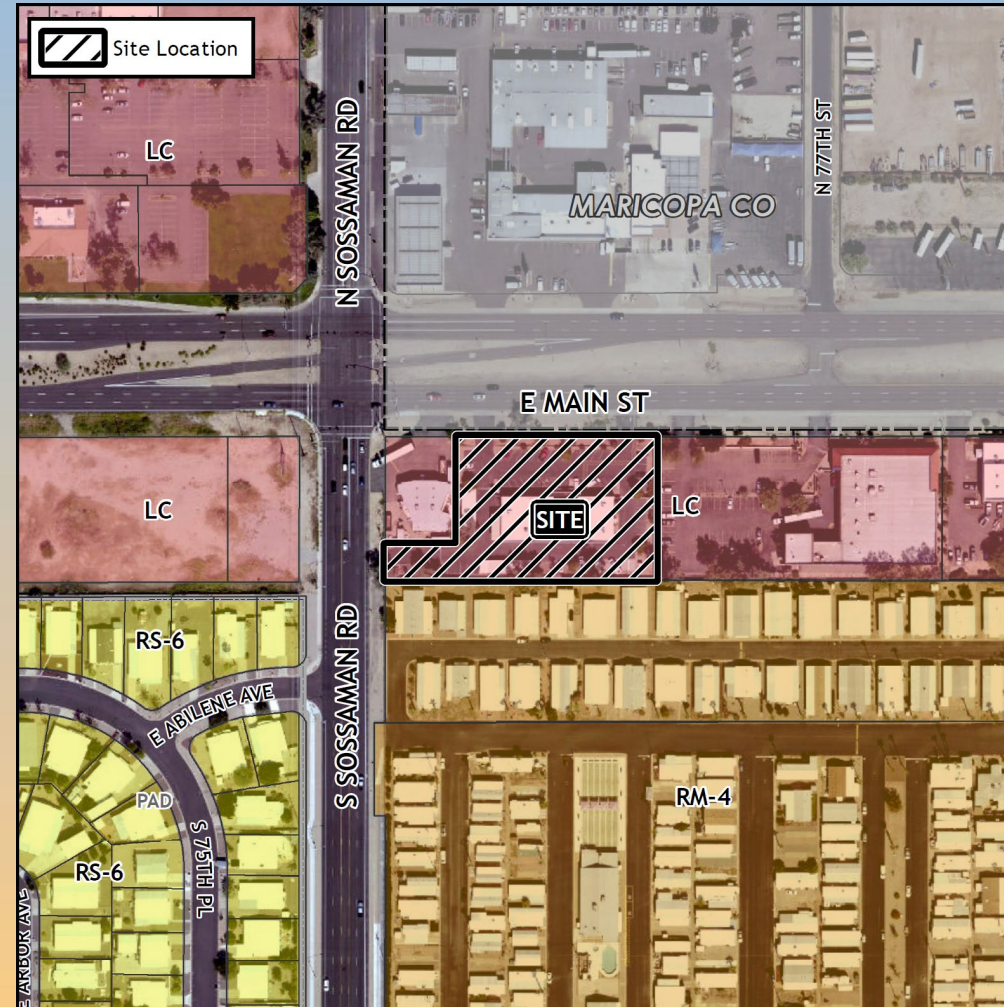 Site Location
LC
N SOSSAMAN RD
N 77TH ST
MARICOPA CO
E MAIN ST
LC
SITE
LC
RS-6
E ABILENE AVE
S SOSSAMAN RD
PAD
RM-4
S 75TH PL
RS-6
E ARBOR AVE